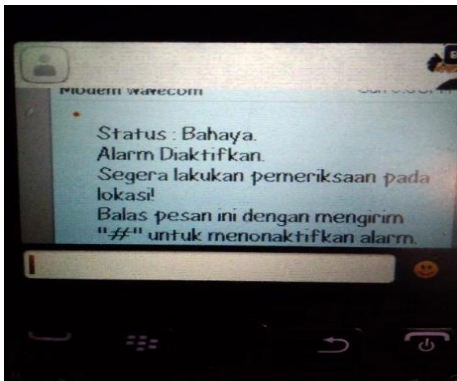 Modem wavecom
Status : Bahaya.
Alarm Diaktifkan.
Segera lakukan pemeriksaan pada
lokasi!
Balas pesan ini dengan mengirim
"#" untuk menonaktifkan alarm.